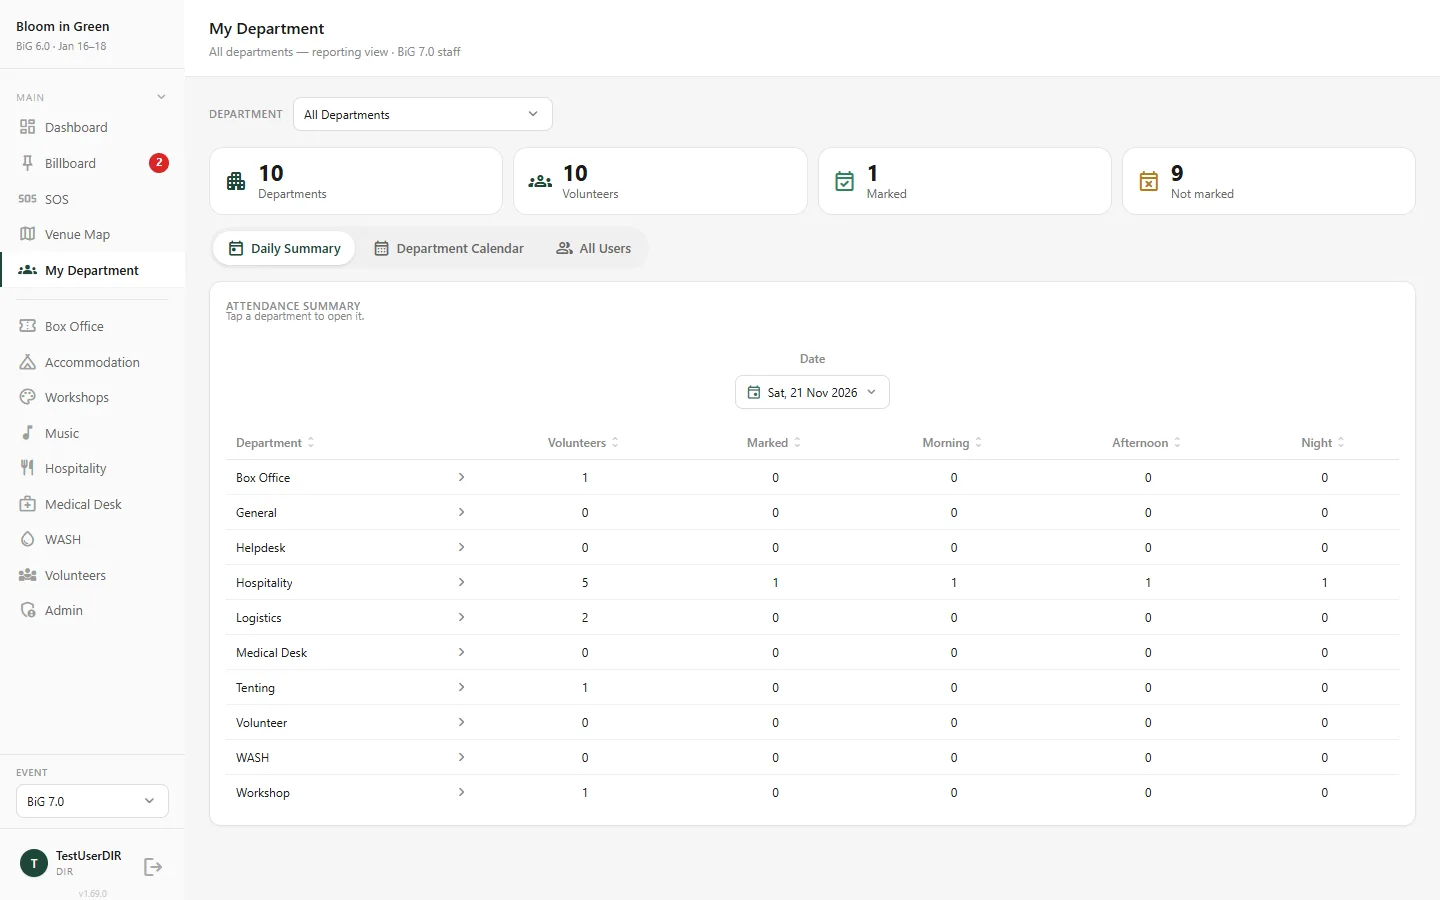 Bloom in Green
BiG 6.0 · Jan 16–18
MAIN
Dashboard
Billboard 2
SOS SOS
Venue Map
My Department
Box Office
Accommodation
Workshops
Music
Hospitality
Medical Desk
WASH
Volunteers
Admin
EVENT
BiG 7.0
T TestUserDIR
DIR
v1.69.0
My Department
All departments — reporting view · BiG 7.0 staff
DEPARTMENT All Departments
10 Departments
10 Volunteers
1 Marked
9 Not marked
Daily Summary Department Calendar All Users
ATTENDANCE SUMMARY
Tap a department to open it.
Date
Sat, 21 Nov 2026
Department Volunteers Marked Morning Afternoon Night
Box Office 1 0 0 0 0
General 0 0 0 0 0
Helpdesk 0 0 0 0 0
Hospitality 5 1 1 1 1
Logistics 2 0 0 0 0
Medical Desk 0 0 0 0 0
Tenting 1 0 0 0 0
Volunteer 0 0 0 0 0
WASH 0 0 0 0 0
Workshop 1 0 0 0 0